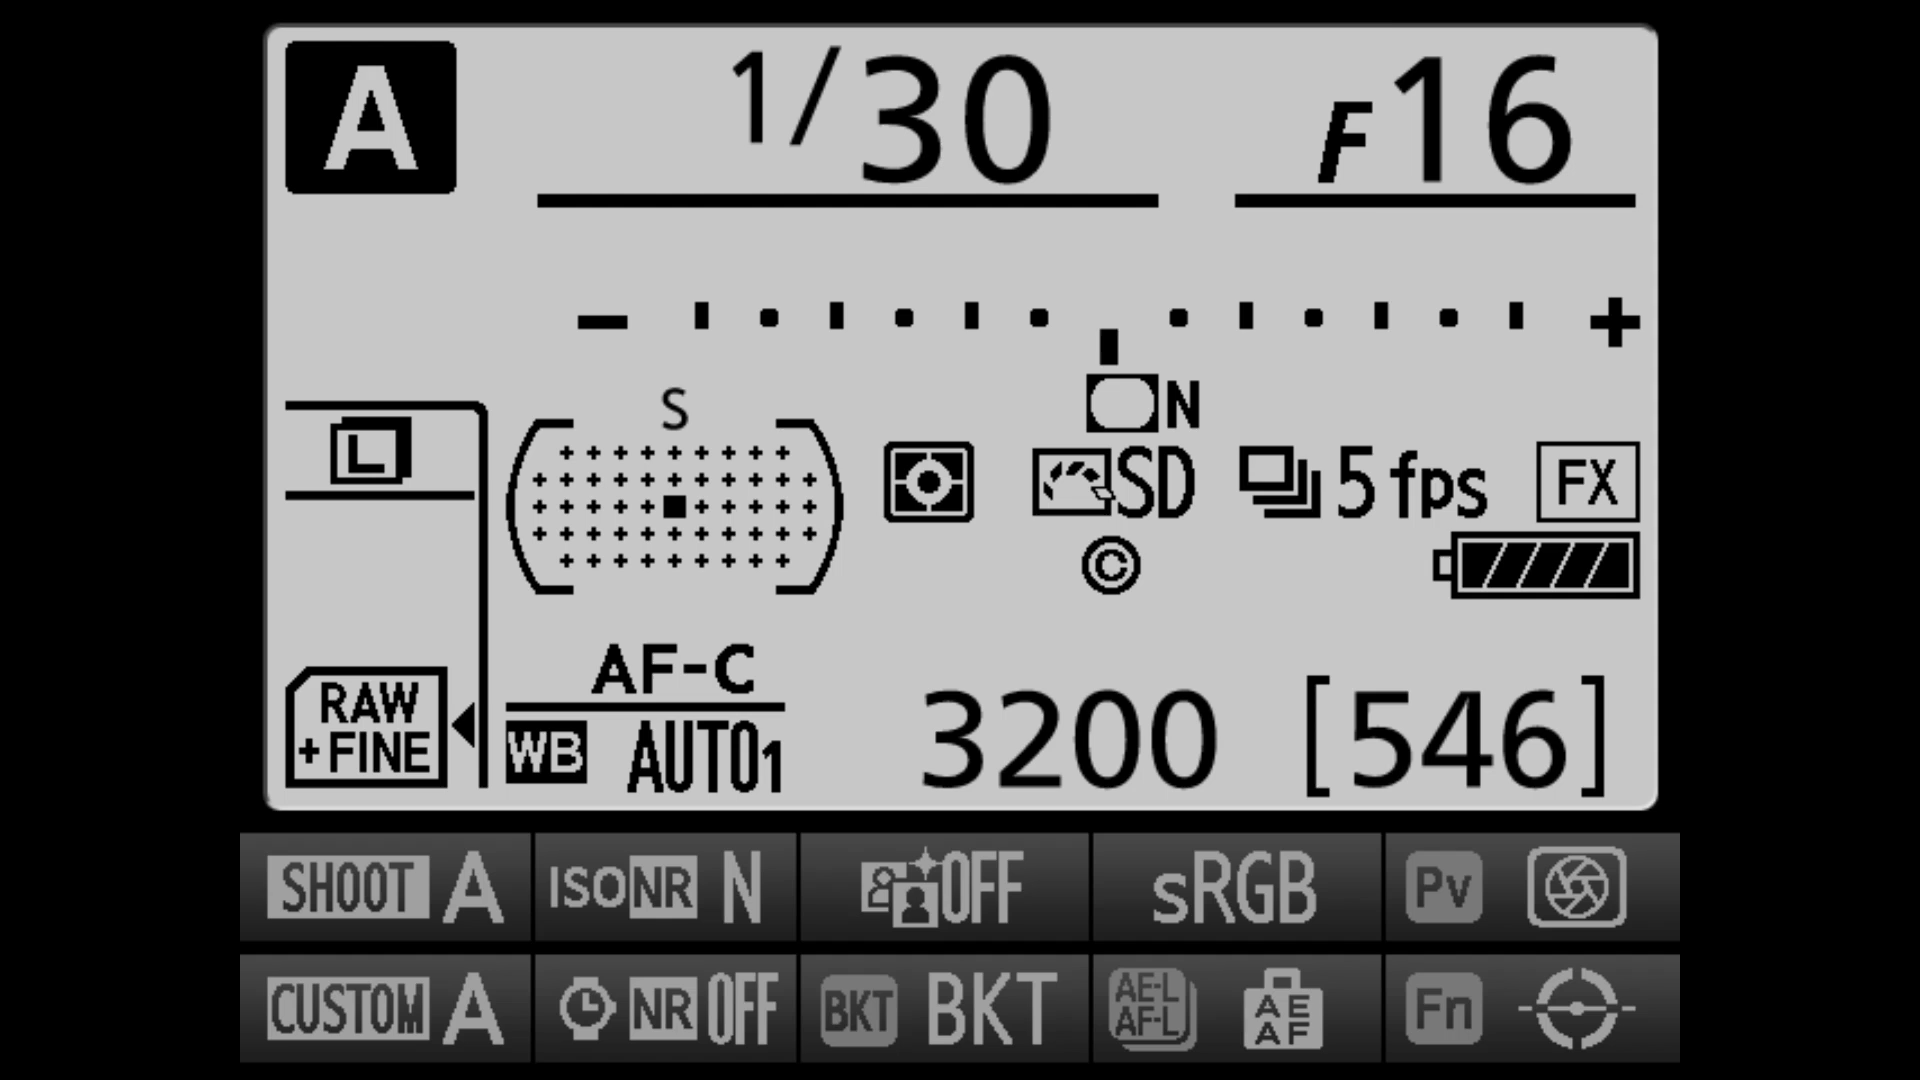 A 1/30 F16
− +
N
S
L SD 5 fps FX
©
AF-C
RAW +FINE WB AUTO1 3200 [546]
SHOOT A ISO NR N OFF sRGB Pv
CUSTOM A NR OFF BKT BKT AE-L AF-L AE AF Fn